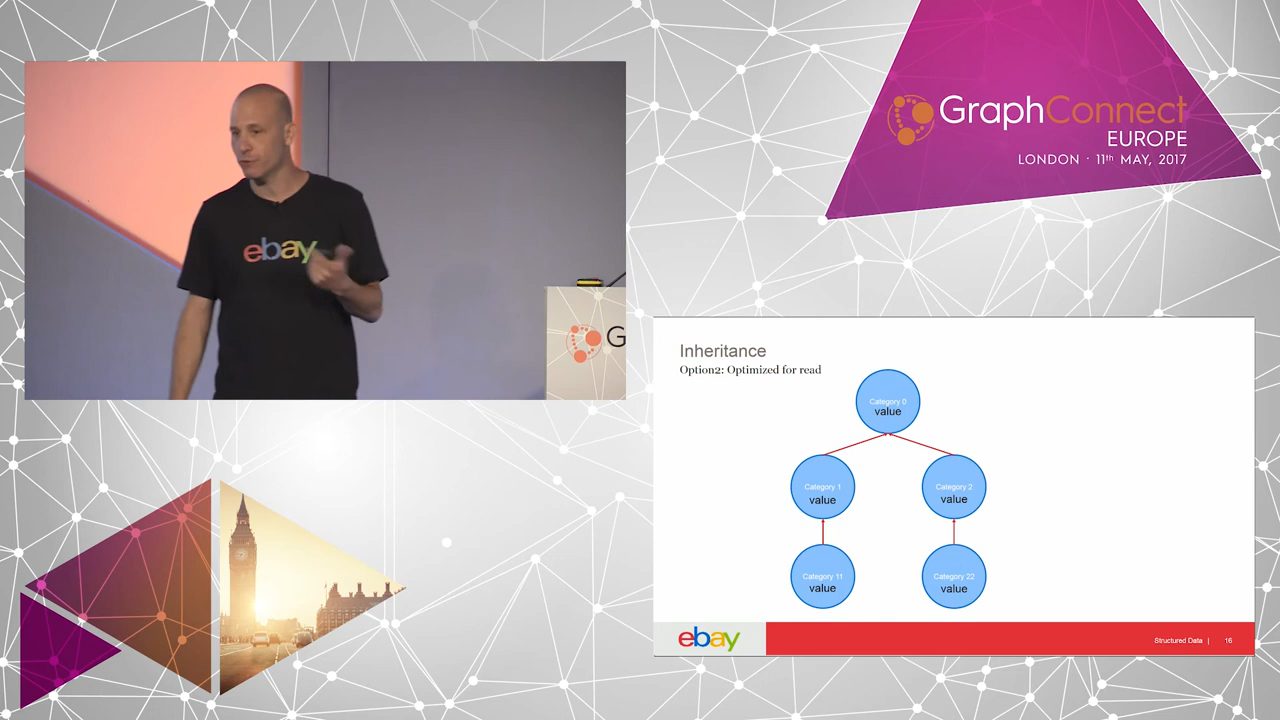 ebay
G
GraphConnect
EUROPE
LONDON · 11th MAY, 2017
Inheritance
Option2: Optimized for read
Category 0
value
Category 1
value
Category 2
value
Category 11
value
Category 22
value
ebay
Structured Data | 16